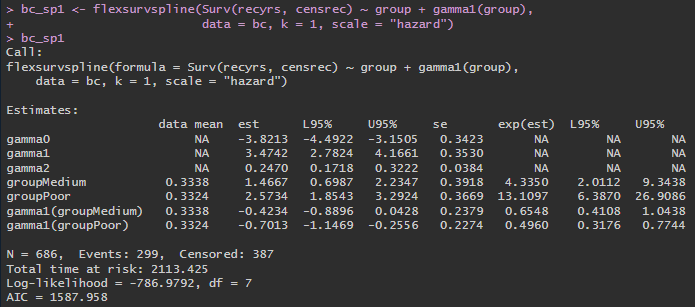 > bc_sp1 <- flexsurvspline(Surv(recyrs, censrec) ~ group + gamma1(group),
+                          data = bc, k = 1, scale = "hazard")
> bc_sp1
Call:
flexsurvspline(formula = Surv(recyrs, censrec) ~ group + gamma1(group),
    data = bc, k = 1, scale = "hazard")

Estimates:
                     data mean  est      L95%     U95%     se       exp(est)  L95%     U95%
gamma0                    NA    -3.8213  -4.4922  -3.1505   0.3423       NA        NA       NA
gamma1                    NA     3.4742   2.7824   4.1661   0.3530       NA        NA       NA
gamma2                    NA     0.2470   0.1718   0.3222   0.0384       NA        NA       NA
groupMedium           0.3338     1.4667   0.6987   2.2347   0.3918   4.3350    2.0112   9.3438
groupPoor             0.3324     2.5734   1.8543   3.2924   0.3669  13.1097    6.3870  26.9086
gamma1(groupMedium)   0.3338    -0.4234  -0.8896   0.0428   0.2379   0.6548    0.4108   1.0438
gamma1(groupPoor)     0.3324    -0.7013  -1.1469  -0.2556   0.2274   0.4960    0.3176   0.7744

N = 686,  Events: 299,  Censored: 387
Total time at risk: 2113.425
Log-likelihood = -786.9792, df = 7
AIC = 1587.958